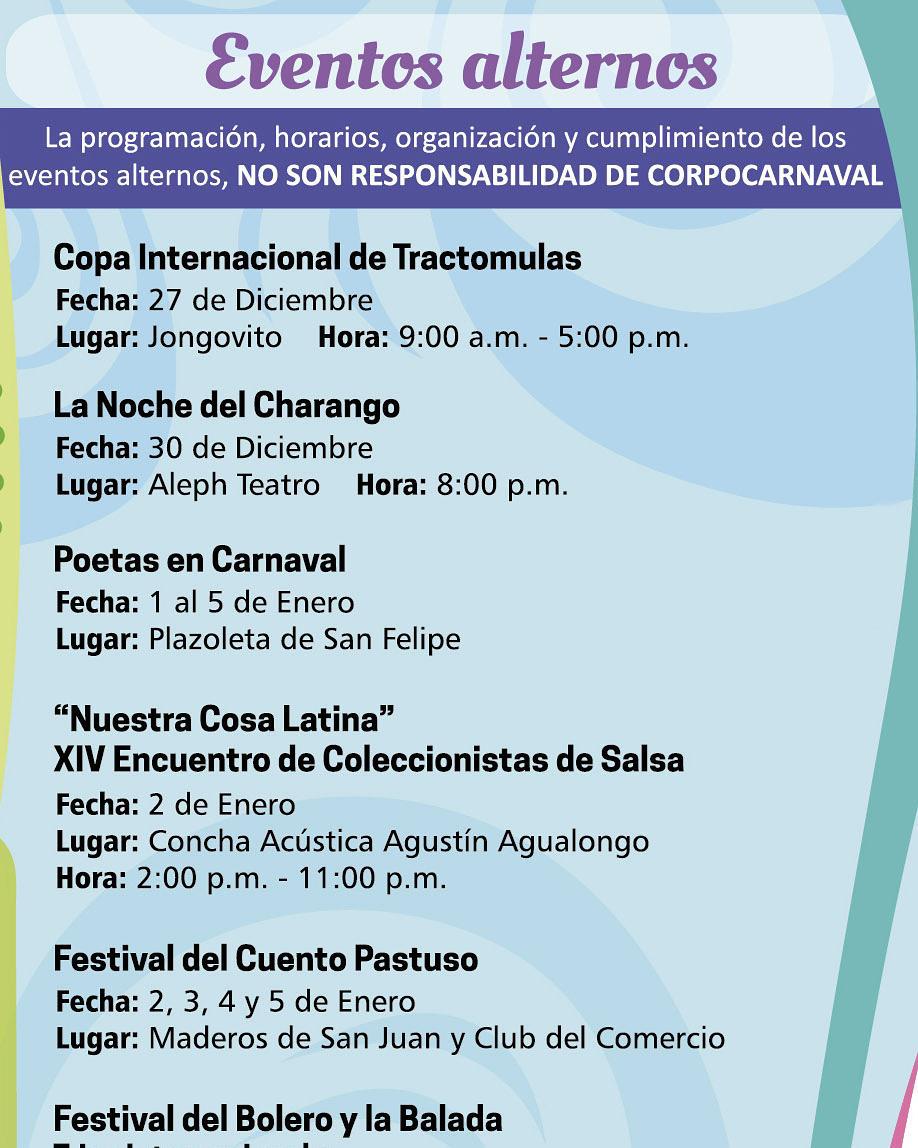 Eventos alternos
La programación, horarios, organización y cumplimiento de los
eventos alternos, NO SON RESPONSABILIDAD DE CORPOCARNAVAL
Copa Internacional de Tractomulas
Fecha: 27 de Diciembre
Lugar: Jongovito Hora: 9:00 a.m. - 5:00 p.m.
La Noche del Charango
Fecha: 30 de Diciembre
Lugar: Aleph Teatro Hora: 8:00 p.m.
Poetas en Carnaval
Fecha: 1 al 5 de Enero
Lugar: Plazoleta de San Felipe
“Nuestra Cosa Latina”
XIV Encuentro de Coleccionistas de Salsa
Fecha: 2 de Enero
Lugar: Concha Acústica Agustín Agualongo
Hora: 2:00 p.m. - 11:00 p.m.
Festival del Cuento Pastuso
Fecha: 2, 3, 4 y 5 de Enero
Lugar: Maderos de San Juan y Club del Comercio
Festival del Bolero y la Balada